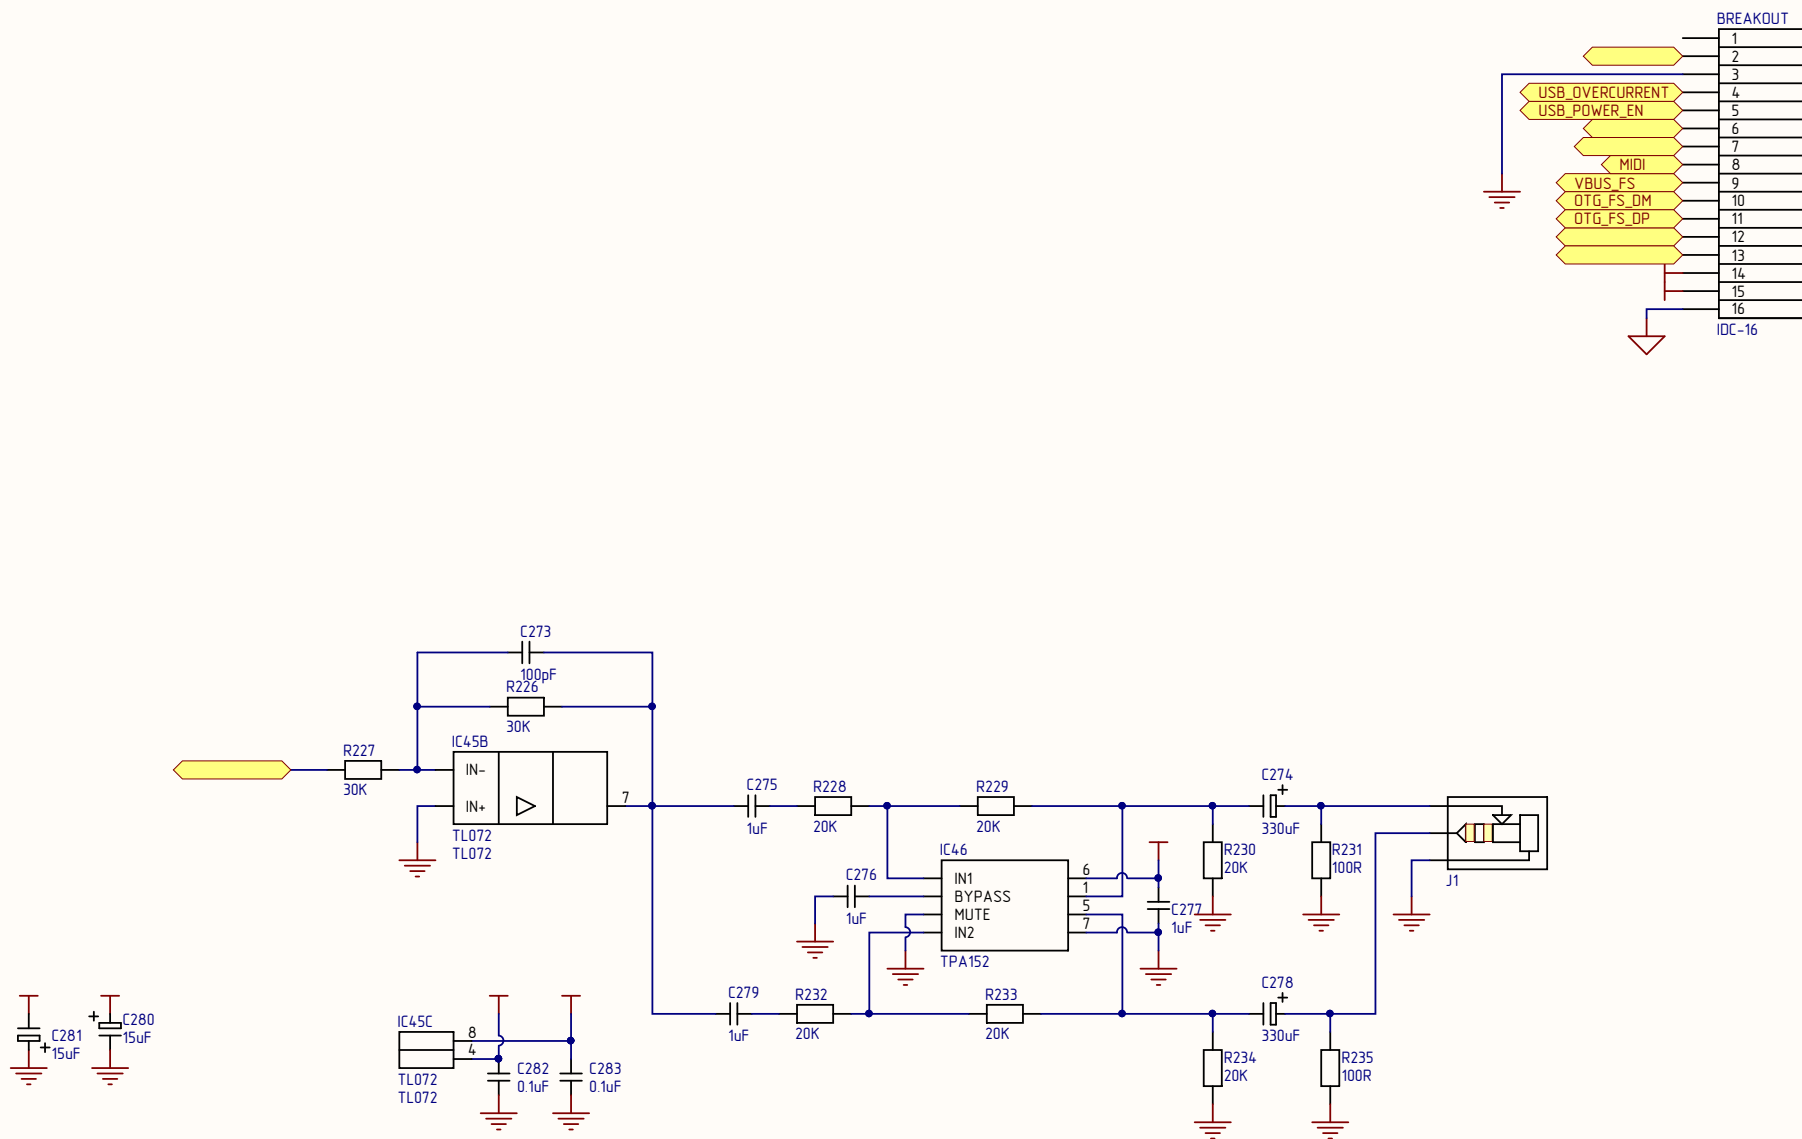 BREAKOUT
1
2
3
USB_OVERCURRENT 4
USB_POWER_EN 5
6
7
MIDI 8
VBUS_FS 9
OTG_FS_DM 10
OTG_FS_DP 11
12
13
14
15
16
IDC-16
C273
100pF
R226
30K
IC45B
R227
30K
IN-
IN+
7
TL072
TL072
C275
1uF
R228
20K
R229
20K
C274
+
330uF
R230
20K
R231
100R
J1
IC46
C276
1uF
IN1
BYPASS
MUTE
IN2
6
1
5
7
TPA152
C277
1uF
C279
1uF
R232
20K
R233
20K
C278
+
330uF
R234
20K
R235
100R
C281
+
15uF
+
C280
15uF
IC45C
8
4
TL072
TL072
C282
0.1uF
C283
0.1uF